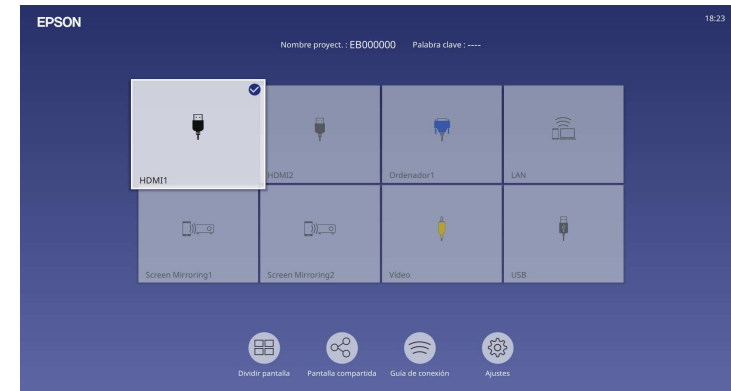 EPSON
18:23
Nombre proyect. : EB000000 Palabra clave : ----
HDMI1
HDMI2
Ordenador1
LAN
Screen Mirroring1
Screen Mirroring2
Vídeo
USB
Dividir pantalla
Pantalla compartida
Guía de conexión
Ajustes